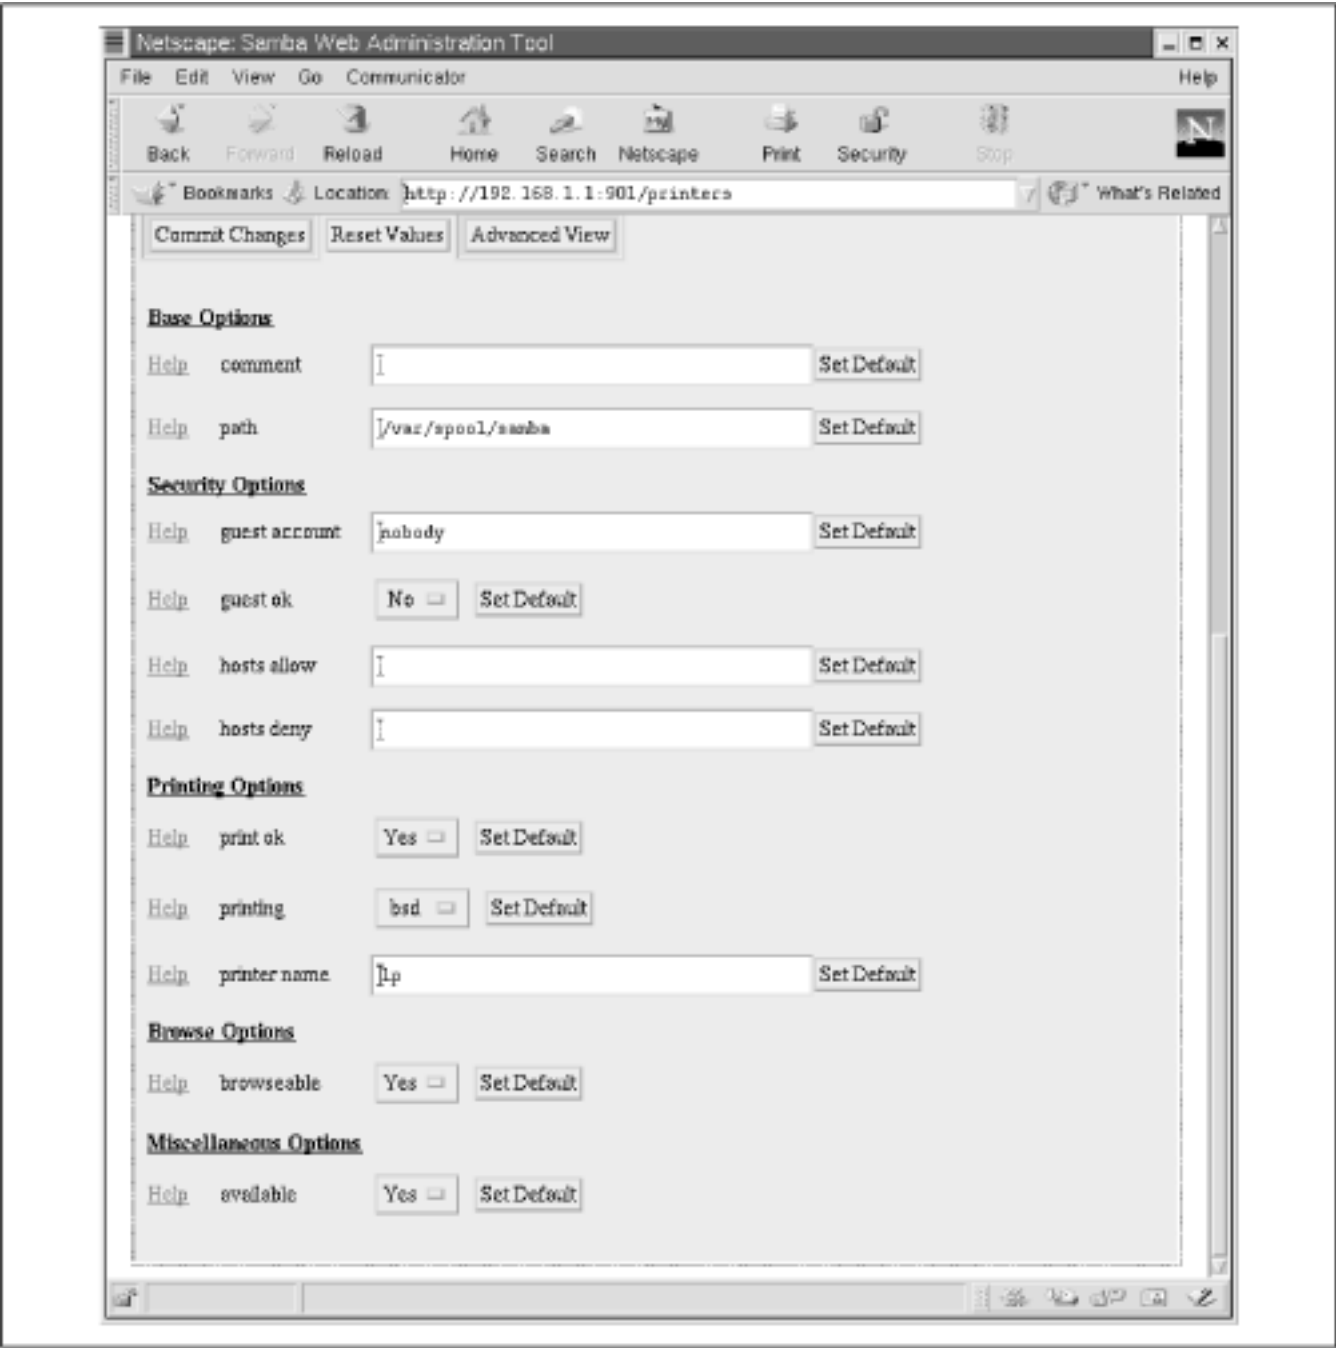 Netscape: Samba Web Administration Tool
File Edit View Go Communicator Help
Back Forward Reload Home Search Netscape Print Security Stop
N
Bookmarks Location: http://192.168.1.1:901/printers What's Related
Commit Changes Reset Values Advanced View
Base Options
Help comment Set Default
Help path /var/spool/samba Set Default
Security Options
Help guest account nobody Set Default
Help guest ok No Set Default
Help hosts allow Set Default
Help hosts deny Set Default
Printing Options
Help print ok Yes Set Default
Help printing bsd Set Default
Help printer name lp Set Default
Browse Options
Help browseable Yes Set Default
Miscellaneous Options
Help available Yes Set Default